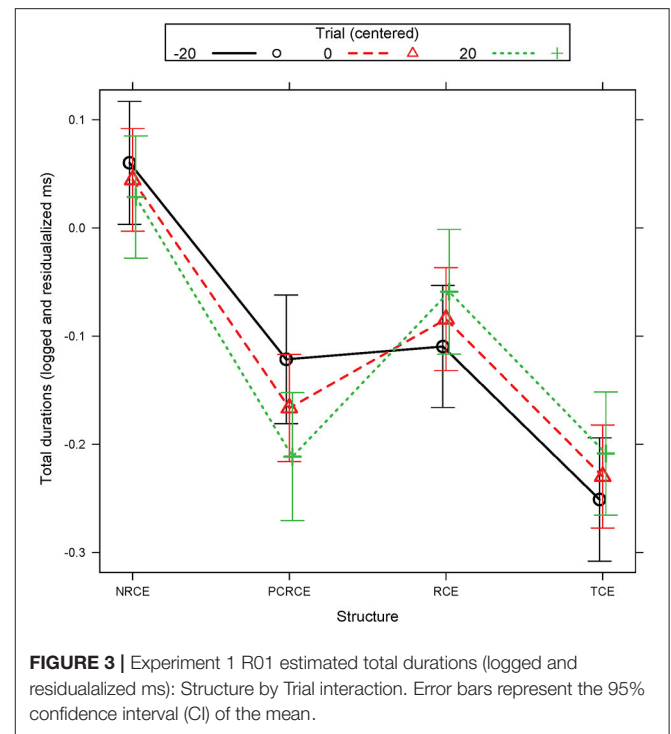 Trial (centered)
-20 0 20
Total durations (logged and residualalized ms)
0.1
0.0
-0.1
-0.2
-0.3
NRCE PCRCE RCE TCE
Structure
FIGURE 3 | Experiment 1 R01 estimated total durations (logged and
residualalized ms): Structure by Trial interaction. Error bars represent the 95%
confidence interval (CI) of the mean.